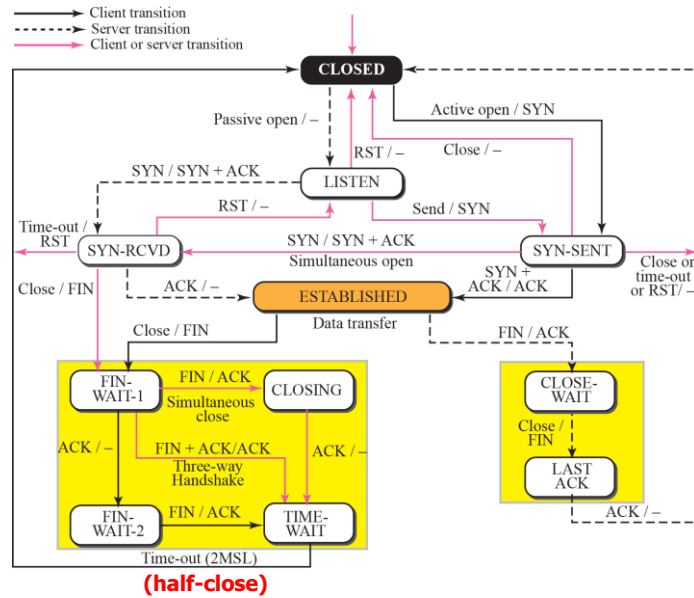 Client transition
Server transition
Client or server transition
CLOSED
Active open / SYN
Passive open / –
RST / –
Close / –
SYN / SYN + ACK
LISTEN
RST / –
Send / SYN
Time-out /
RST
SYN-RCVD
SYN / SYN + ACK
Simultaneous open
SYN-SENT
Close or
time-out
or RST/ –
SYN +
ACK / ACK
Close / FIN
ACK / –
ESTABLISHED
Data transfer
Close / FIN
FIN / ACK
FIN-
WAIT-1
FIN / ACK
Simultaneous
close
CLOSING
CLOSE-
WAIT
Close /
FIN
ACK / –
FIN + ACK/ACK
Three-way
Handshake
ACK / –
LAST
ACK
FIN-
WAIT-2
FIN / ACK
TIME-
WAIT
ACK / –
Time-out (2MSL)
(half-close)